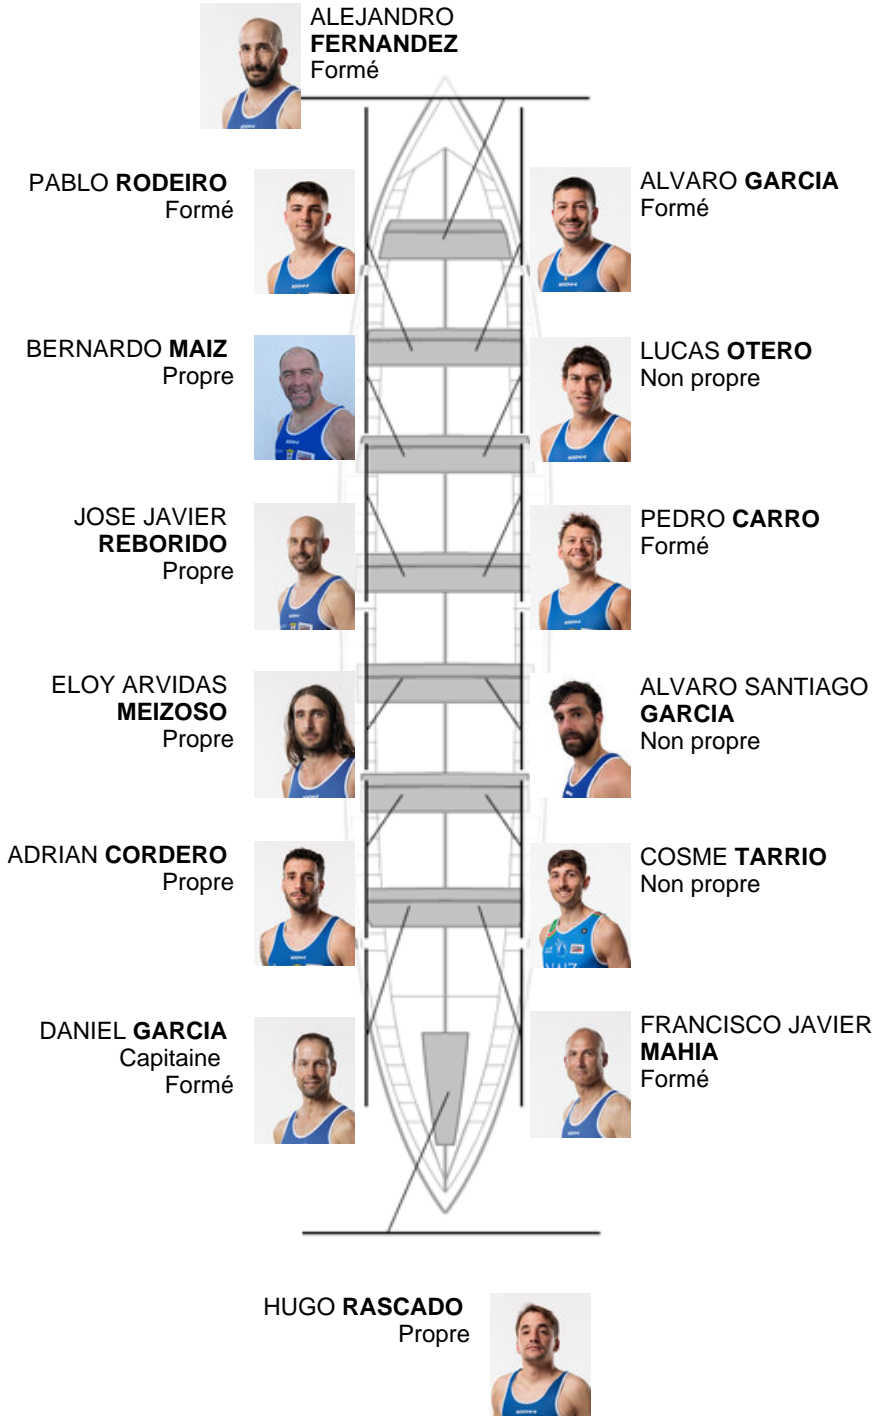 ALEJANDRO
FERNANDEZ
Formé
PABLO RODEIRO
Formé
ALVARO GARCIA
Formé
BERNARDO MAIZ
Propre
LUCAS OTERO
Non propre
JOSE JAVIER
REBORIDO
Propre
PEDRO CARRO
Formé
ELOY ARVIDAS
MEIZOSO
Propre
ALVARO SANTIAGO
GARCIA
Non propre
ADRIAN CORDERO
Propre
COSME TARRIO
Non propre
DANIEL GARCIA
Capitaine
Formé
FRANCISCO JAVIER
MAHIA
Formé
HUGO RASCADO
Propre